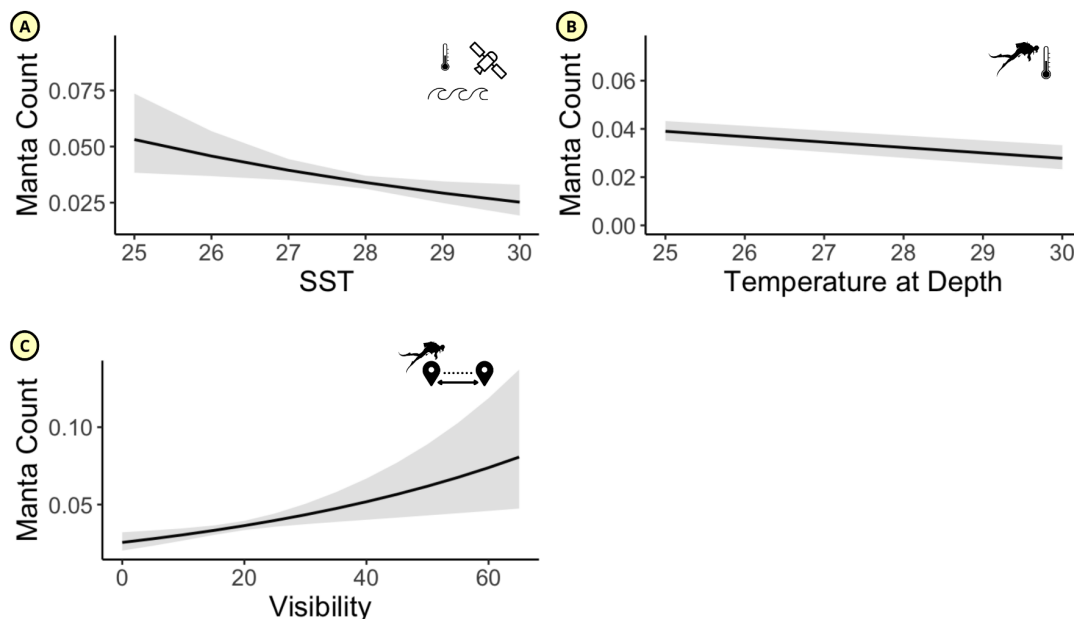 A
Manta Count
0.075
0.050
0.025
25 26 27 28 29 30
SST
B
Manta Count
0.06
0.04
0.02
0.00
25 26 27 28 29 30
Temperature at Depth
C
Manta Count
0.10
0.05
0 20 40 60
Visibility